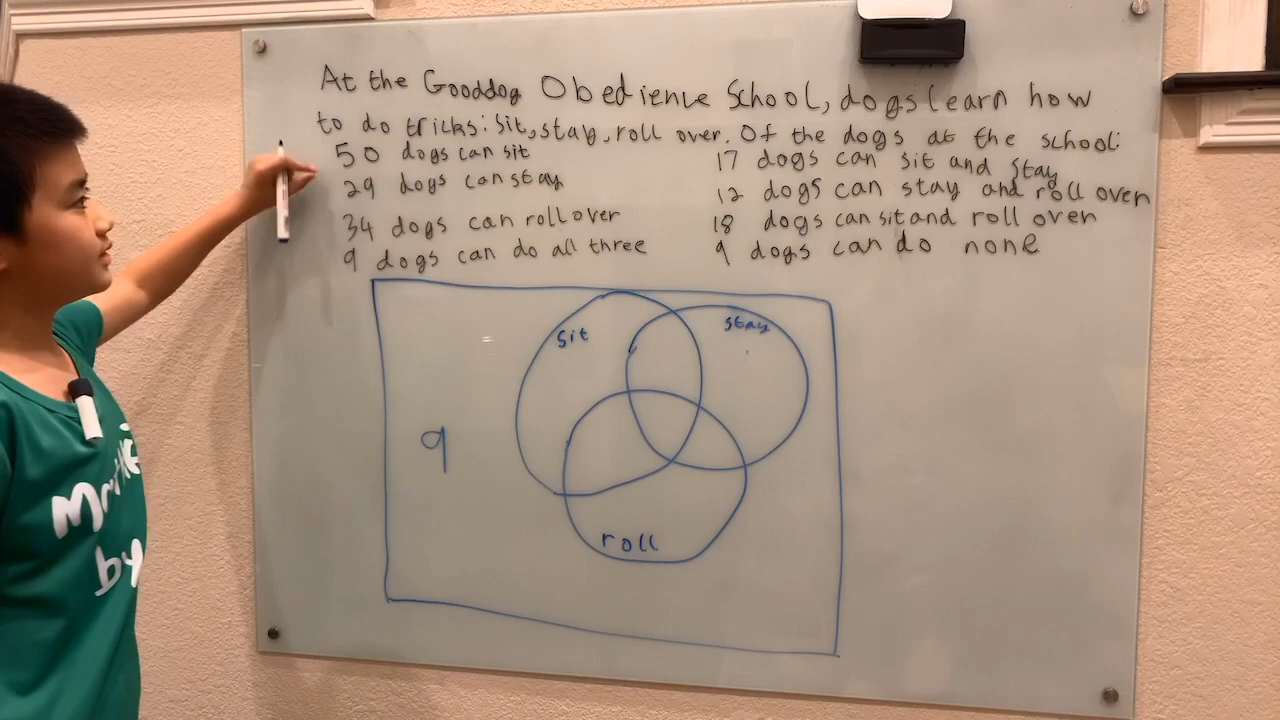 At the Gooddog Obedience School, dogs learn how
to do tricks: sit, stay, roll over. Of the dogs at the school:
50 dogs can sit
29 dogs can stay
34 dogs can roll over
9 dogs can do all three
17 dogs can sit and stay
12 dogs can stay and roll over
18 dogs can sit and roll over
9 dogs can do none
sit
stay
9
roll
by